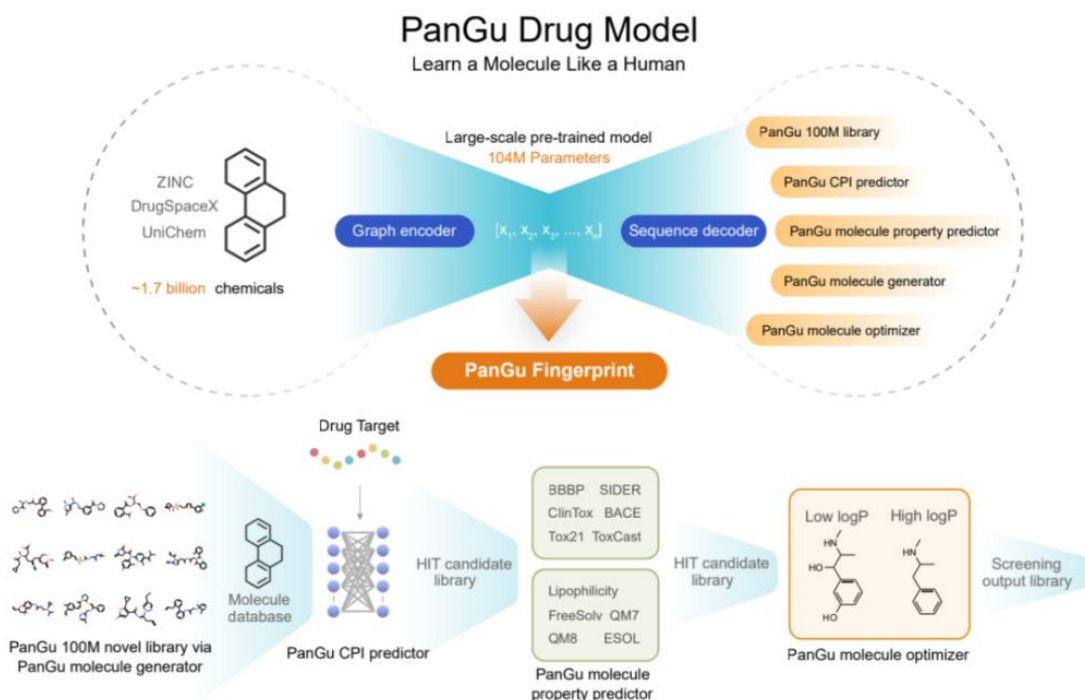 PanGu Drug Model
Learn a Molecule Like a Human
Large-scale pre-trained model
104M Parameters
ZINC
DrugSpaceX
UniChem
~1.7 billion chemicals
Graph encoder
[x₁, x₂, x₃, ..., xₙ]
Sequence decoder
PanGu 100M library
PanGu CPI predictor
PanGu molecule property predictor
PanGu molecule generator
PanGu molecule optimizer
PanGu Fingerprint
Drug Target
Molecule
database
PanGu 100M novel library via
PanGu molecule generator
PanGu CPI predictor
HIT candidate
library
BBBP SIDER
ClinTox BACE
Tox21 ToxCast
Lipophilicity
FreeSolv QM7
QM8 ESOL
PanGu molecule
property predictor
HIT candidate
library
Low logP
High logP
HN
HO
HO
HN
PanGu molecule optimizer
Screening
output library